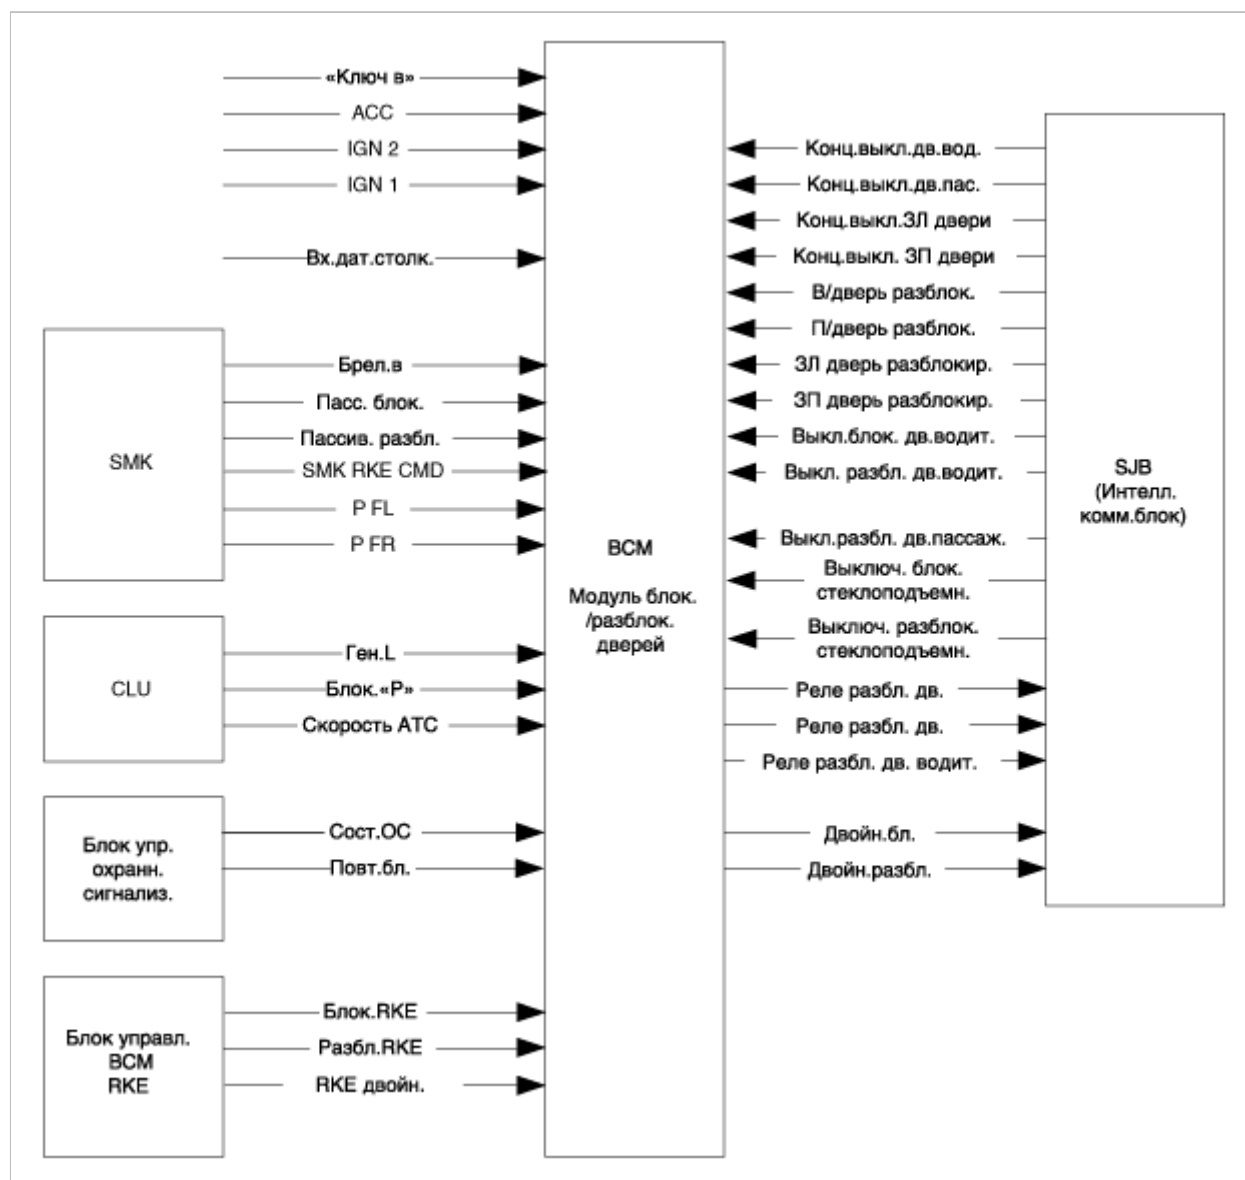 «Ключ в»
ACC
IGN 2
IGN 1
Вх.дат.столк.
SMK
Брел.в
Пасс. блок.
Пассив. разбл.
SMK RKE CMD
P FL
P FR
CLU
Ген.L
Блок.«P»
Скорость АТС
Блок упр.
охранн.
сигнализ.
Сост.ОС
Повт.бл.
Блок управл.
BCM
RKE
Блок.RKE
Разбл.RKE
RKE двойн.
BCM
Модуль блок.
/разблок.
дверей
Конц.выкл.дв.вод.
Конц.выкл.дв.пас.
Конц.выкл.ЗЛ двери
Конц.выкл. ЗП двери
В/дверь разблок.
П/дверь разблок.
ЗЛ дверь разблокир.
ЗП дверь разблокир.
Выкл.блок. дв.водит.
Выкл. разбл. дв.водит.
Выкл.разбл. дв.пассаж.
Выключ. блок.
стеклоподъемн.
Выключ. разблок.
стеклоподъемн.
Реле разбл. дв.
Реле разбл. дв.
Реле разбл. дв. водит.
Двойн.бл.
Двойн.разбл.
SJB
(Интелл.
комм.блок)